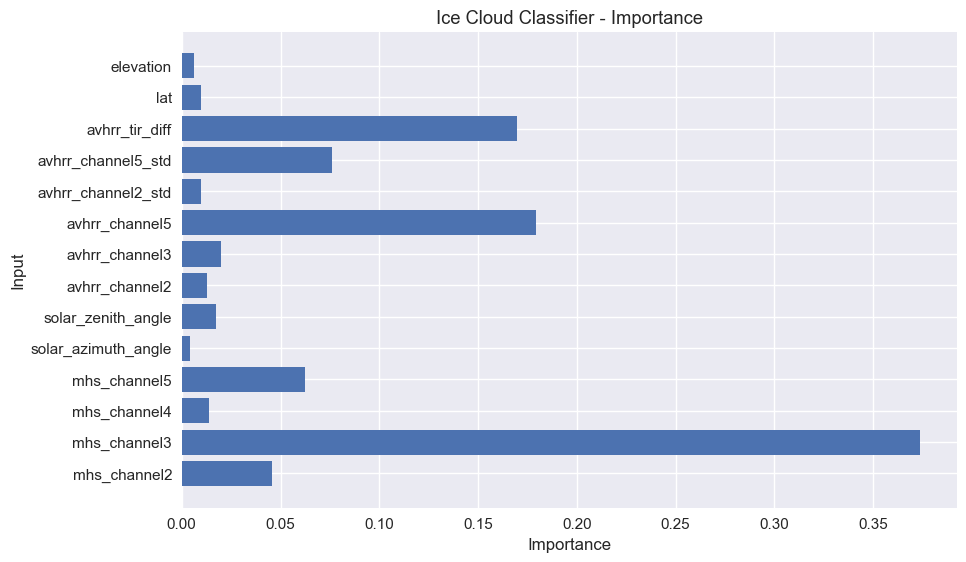 Ice Cloud Classifier - Importance
Input
elevation
lat
avhrr_tir_diff
avhrr_channel5_std
avhrr_channel2_std
avhrr_channel5
avhrr_channel3
avhrr_channel2
solar_zenith_angle
solar_azimuth_angle
mhs_channel5
mhs_channel4
mhs_channel3
mhs_channel2
0.00 0.05 0.10 0.15 0.20 0.25 0.30 0.35
Importance